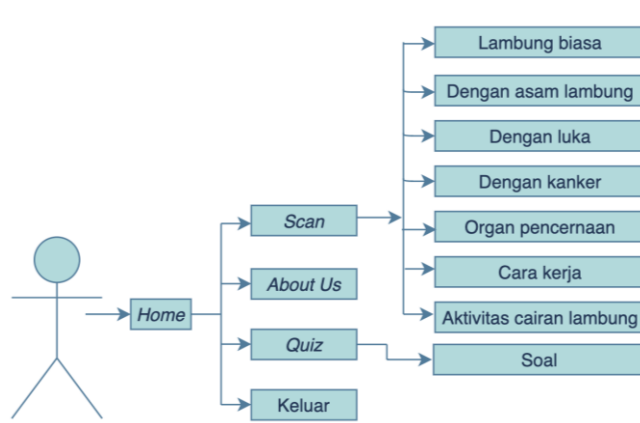 Lambung biasa
Dengan asam lambung
Dengan luka
Dengan kanker
Organ pencernaan
Cara kerja
Aktivitas cairan lambung
Scan
About Us
Home
Quiz
Soal
Keluar